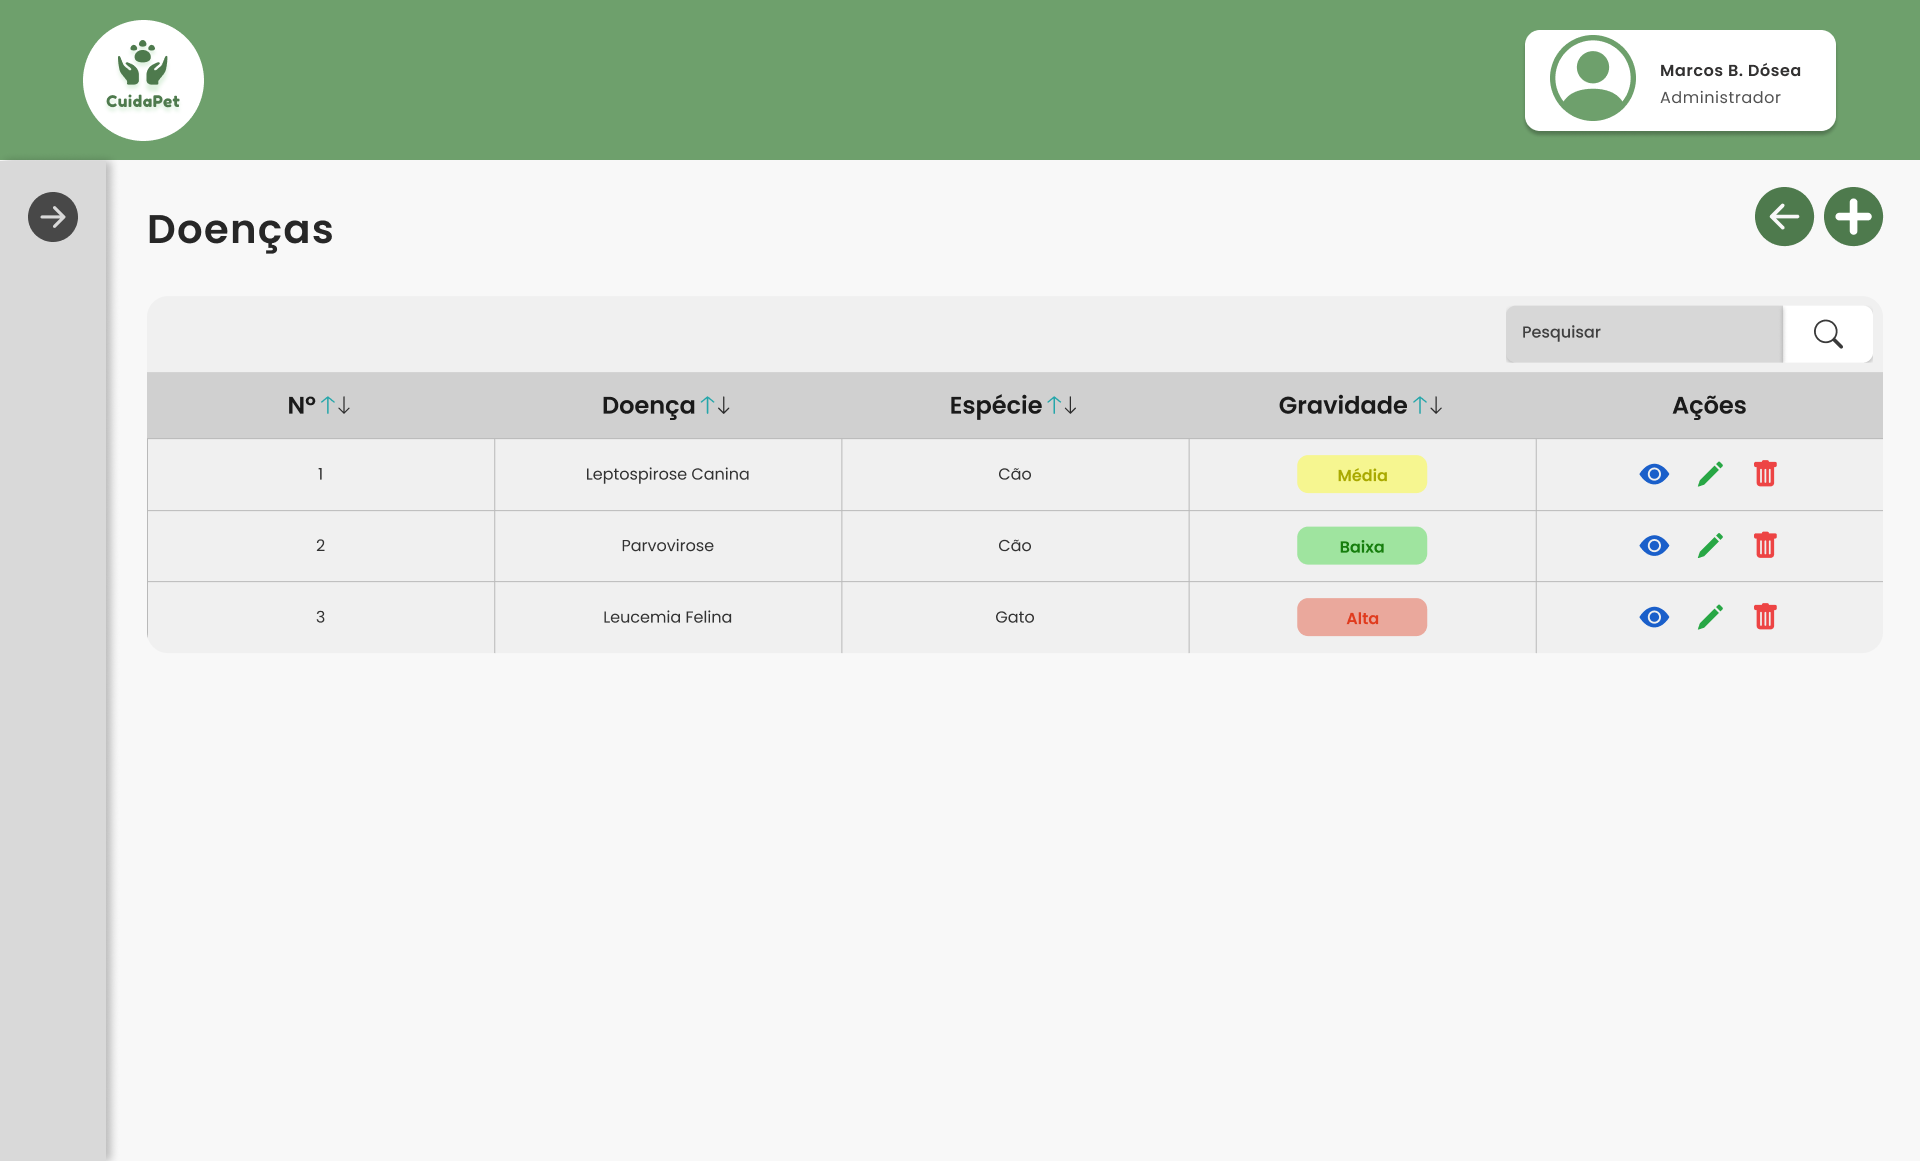 CuidaPet
Marcos B. Dósea
Administrador
Doenças
Pesquisar
Nº Doença Espécie Gravidade Ações
1 Leptospirose Canina Cão Média
2 Parvovirose Cão Baixa
3 Leucemia Felina Gato Alta